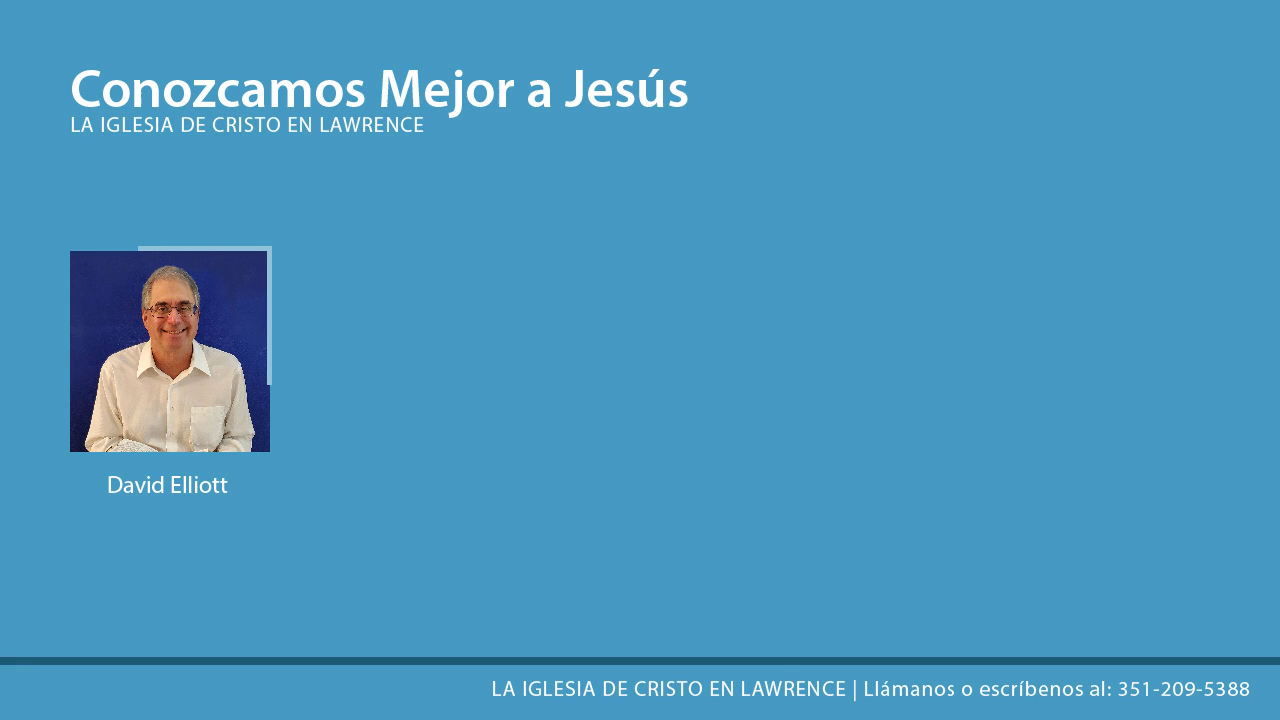 Conozcamos Mejor a Jesús
LA IGLESIA DE CRISTO EN LAWRENCE
David Elliott
LA IGLESIA DE CRISTO EN LAWRENCE | Llámanos o escríbenos al: 351-209-5388